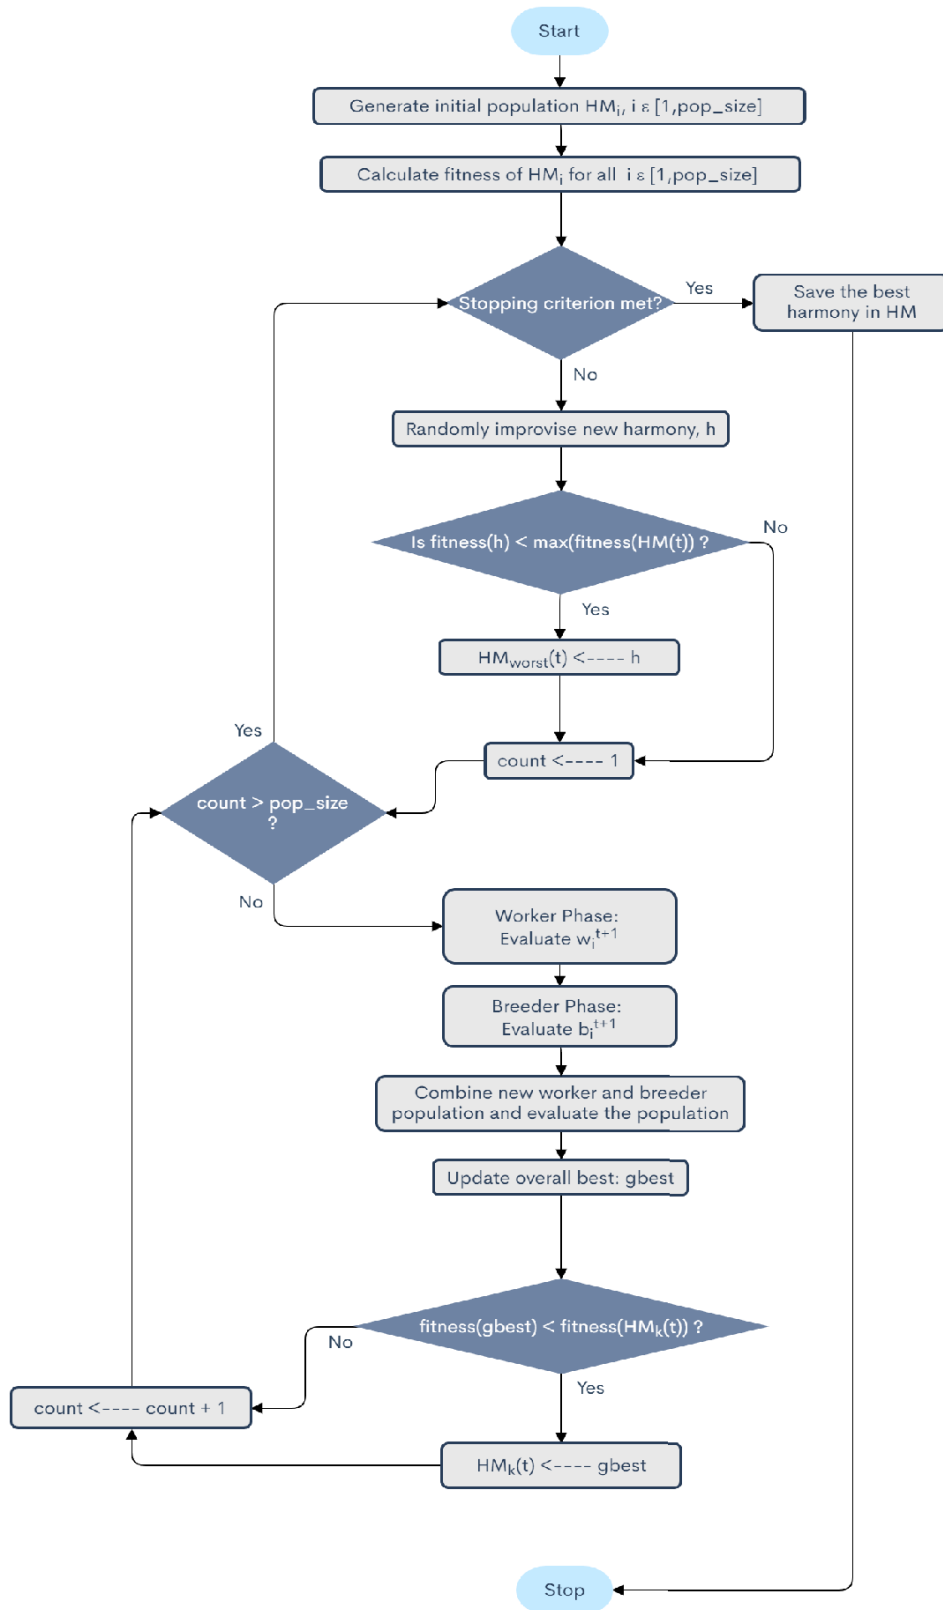 Start
Generate initial population HMᵢ, i ε [1,pop_size]
Calculate fitness of HMᵢ for all i ε [1,pop_size]
Stopping criterion met?
Yes
Save the best
harmony in HM
No
Randomly improvise new harmony, h
Is fitness(h) < max(fitness(HM(t)) ?
No
Yes
HM_worst(t) <---- h
count <---- 1
Yes
count > pop_size
?
No
Worker Phase:
Evaluate wᵢᵗ⁺¹
Breeder Phase:
Evaluate bᵢᵗ⁺¹
Combine new worker and breeder
population and evaluate the population
Update overall best: gbest
fitness(gbest) < fitness(HMₖ(t)) ?
No
Yes
count <---- count + 1
HMₖ(t) <---- gbest
Stop